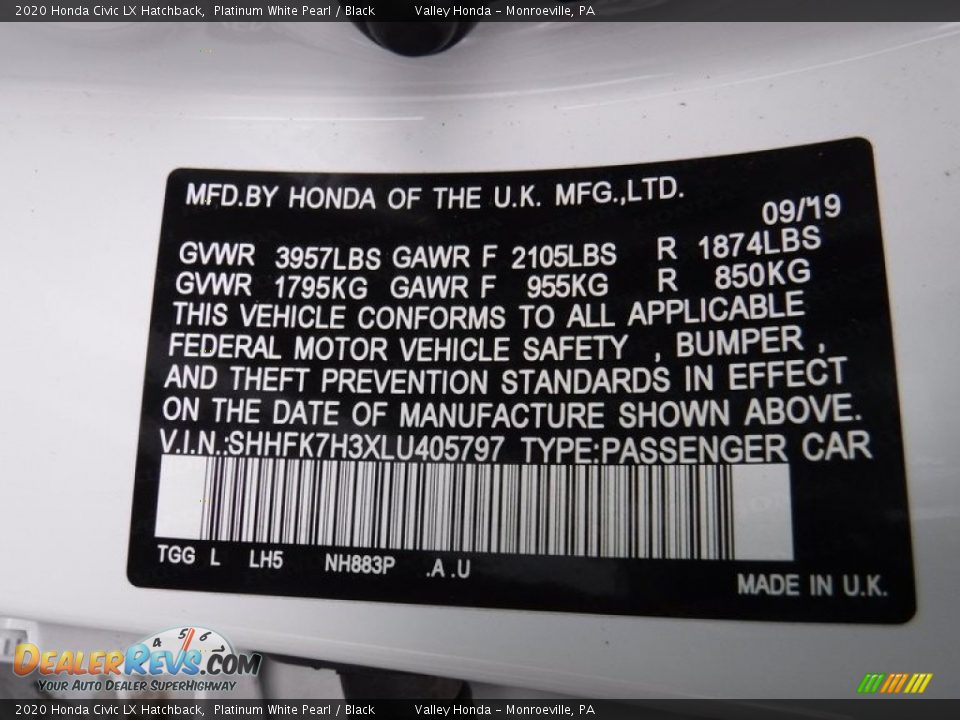 2020 Honda Civic LX Hatchback, Platinum White Pearl / Black Valley Honda - Monroeville, PA
MFD.BY HONDA OF THE U.K. MFG.,LTD.
09/'19
GVWR 3957LBS GAWR F 2105LBS R 1874LBS
GVWR 1795KG GAWR F 955KG R 850KG
THIS VEHICLE CONFORMS TO ALL APPLICABLE
FEDERAL MOTOR VEHICLE SAFETY , BUMPER ,
AND THEFT PREVENTION STANDARDS IN EFFECT
ON THE DATE OF MANUFACTURE SHOWN ABOVE.
V.I.N.:SHHFK7H3XLU405797 TYPE:PASSENGER CAR
TGG L LH5 NH883P .A .U
MADE IN U.K.
4 5 6 7
DealerRevs.com
Your Auto Dealer SuperHighway
2020 Honda Civic LX Hatchback, Platinum White Pearl / Black Valley Honda - Monroeville, PA